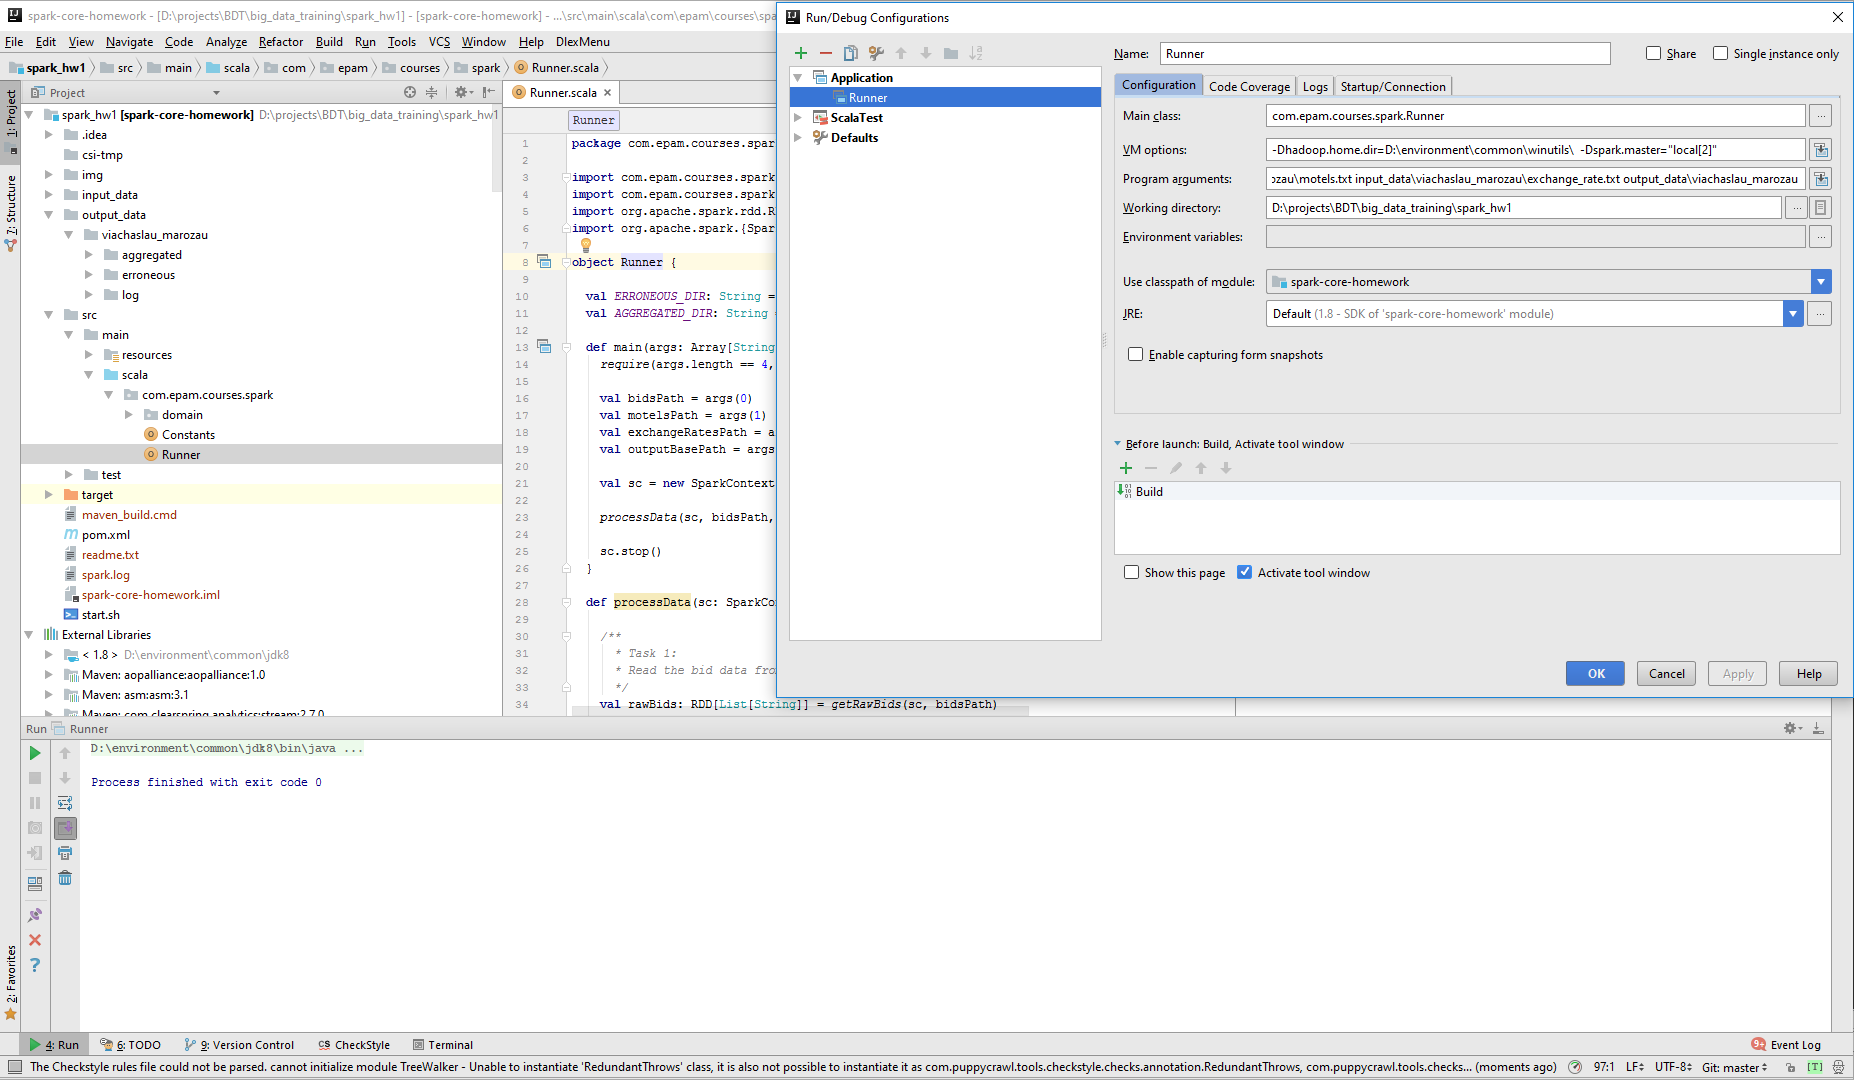 spark-core-homework - [D:\projects\BDT\big_data_training\spark_hw1] - [spark-core-homework] - ...\src\main\scala\com\epam\courses\spa
File Edit View Navigate Code Analyze Refactor Build Run Tools VCS Window Help DlexMenu
spark_hw1 src main scala com epam courses spark Runner.scala
1: Project
7: Structure
2: Favorites
Project
spark_hw1 [spark-core-homework] D:\projects\BDT\big_data_training\spark_hw1
.idea
csi-tmp
img
input_data
output_data
viachaslau_marozau
aggregated
erroneous
log
src
main
resources
scala
com.epam.courses.spark
domain
Constants
Runner
test
target
maven_build.cmd
pom.xml
readme.txt
spark.log
spark-core-homework.iml
start.sh
External Libraries
< 1.8 > D:\environment\common\jdk8
Maven: aopalliance:aopalliance:1.0
Maven: asm:asm:3.1
Maven: com.clearspring.analytics:stream:2.7.0
Runner.scala
Runner
1 package com.epam.courses.spar
2
3 import com.epam.courses.spark
4 import com.epam.courses.spark
5 import org.apache.spark.rdd.R
6 import org.apache.spark.{Spar
7
8 object Runner {
9
10 val ERRONEOUS_DIR: String =
11 val AGGREGATED_DIR: String =
12
13 def main(args: Array[String
14 require(args.length == 4,
15
16 val bidsPath = args(0)
17 val motelsPath = args(1)
18 val exchangeRatesPath = a
19 val outputBasePath = args
20
21 val sc = new SparkContext
22
23 processData(sc, bidsPath,
24
25 sc.stop()
26 }
27
28 def processData(sc: SparkCo
29
30 /**
31 * Task 1:
32 * Read the bid data fro
33 */
34 val rawBids: RDD[List[String]] = getRawBids(sc, bidsPath)
Run/Debug Configurations
Application
Runner
ScalaTest
Defaults
Name: Runner
Share
Single instance only
Configuration Code Coverage Logs Startup/Connection
Main class: com.epam.courses.spark.Runner ...
VM options: -Dhadoop.home.dir=D:\environment\common\winutils\ -Dspark.master="local[2]"
Program arguments: ozau\motels.txt input_data\viachaslau_marozau\exchange_rate.txt output_data\viachaslau_marozau
Working directory: D:\projects\BDT\big_data_training\spark_hw1 ...
Environment variables: ...
Use classpath of module: spark-core-homework
JRE: Default (1.8 - SDK of 'spark-core-homework' module) ...
Enable capturing form snapshots
Before launch: Build, Activate tool window
Build
Show this page Activate tool window
OK Cancel Apply Help
Run Runner
D:\environment\common\jdk8\bin\java ...
Process finished with exit code 0
4: Run 6: TODO 9: Version Control CS CheckStyle Terminal 9+ Event Log
The Checkstyle rules file could not be parsed. cannot initialize module TreeWalker - Unable to instantiate 'RedundantThrows' class, it is also not possible to instantiate it as com.puppycrawl.tools.checkstyle.checks.annotation.RedundantThrows, com.puppycrawl.tools.checks... (moments ago) 97:1 LF UTF-8 Git: master [T]